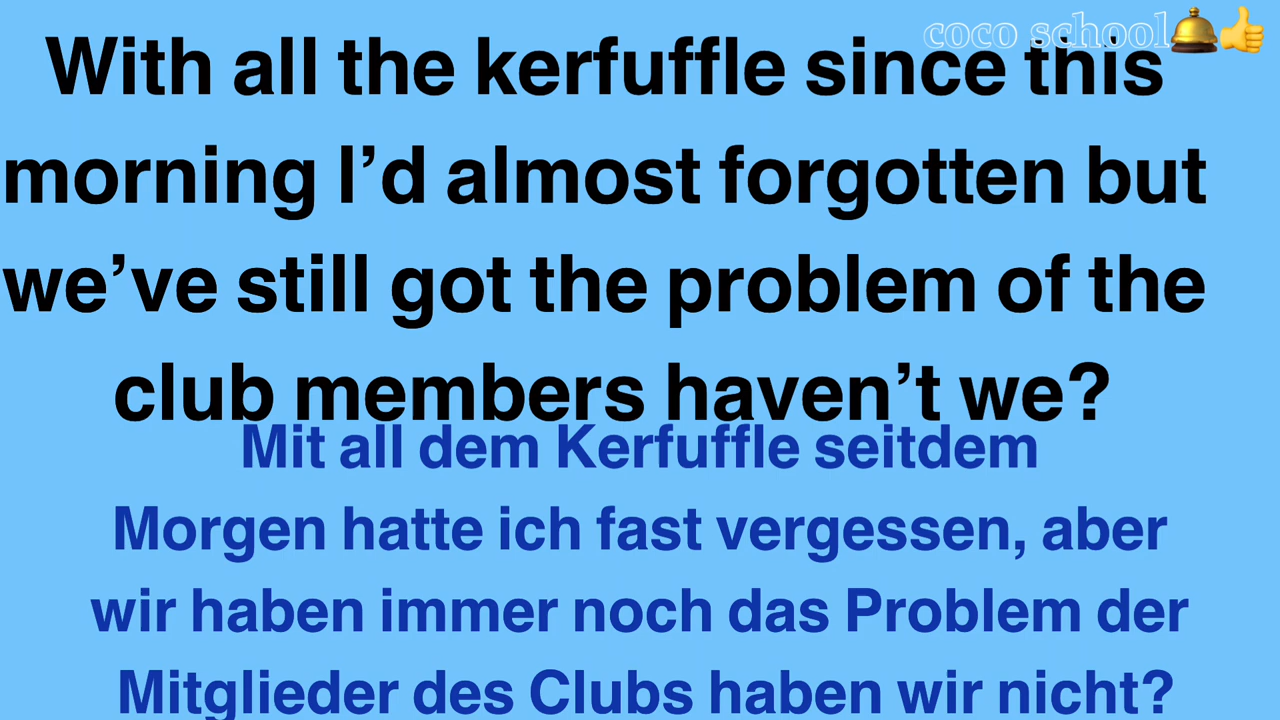 coco school🛎👍
With all the kerfuffle since this
morning I’d almost forgotten but
we’ve still got the problem of the
club members haven’t we?
Mit all dem Kerfuffle seitdem
Morgen hatte ich fast vergessen, aber
wir haben immer noch das Problem der
Mitglieder des Clubs haben wir nicht?